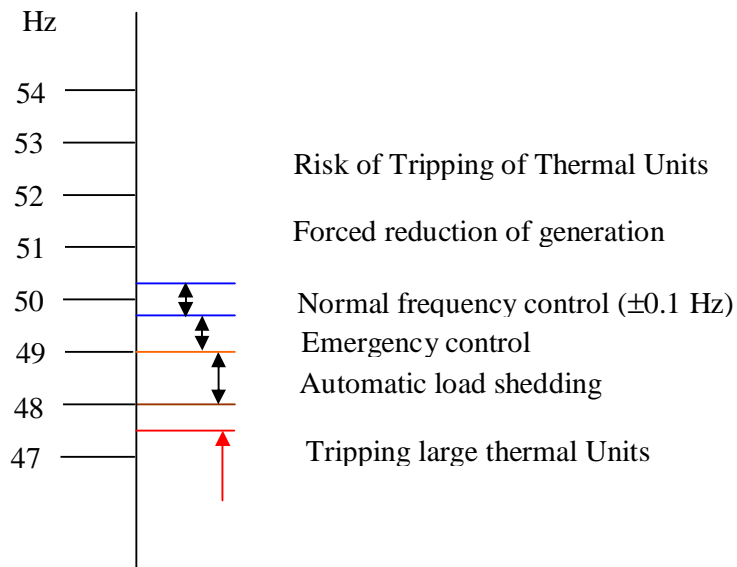 Hz
54
53
Risk of Tripping of Thermal Units
52
51
Forced reduction of generation
50
Normal frequency control (±0.1 Hz)
Emergency control
49
Automatic load shedding
48
Tripping large thermal Units
47